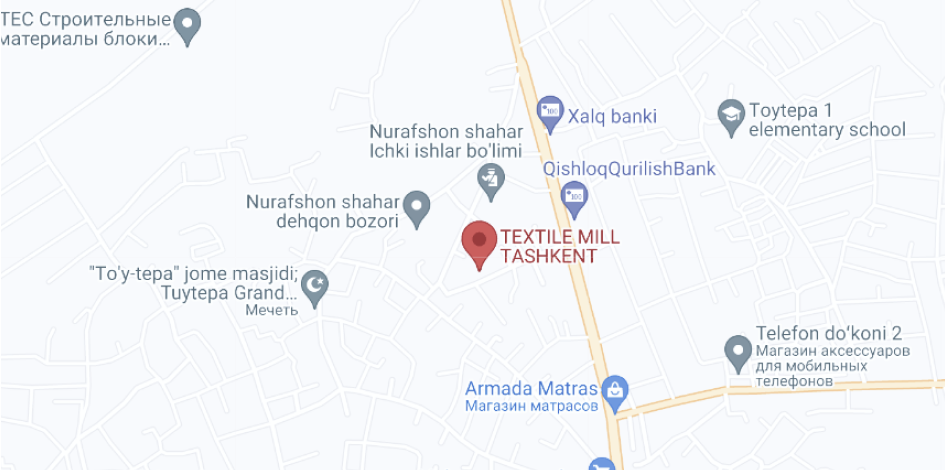 ТЕС Строительные
материалы блоки...
Xalq banki
Toytepa 1
elementary school
Nurafshon shahar
Ichki ishlar bo'limi
QishloqQurilishBank
Nurafshon shahar
dehqon bozori
TEXTILE MILL
TASHKENT
"To'y-tepa" jome masjidi;
Tuytepa Grand...
Мечеть
Telefon do‘koni 2
Магазин аксессуаров
для мобильных
телефонов
Armada Matras
Магазин матрасов